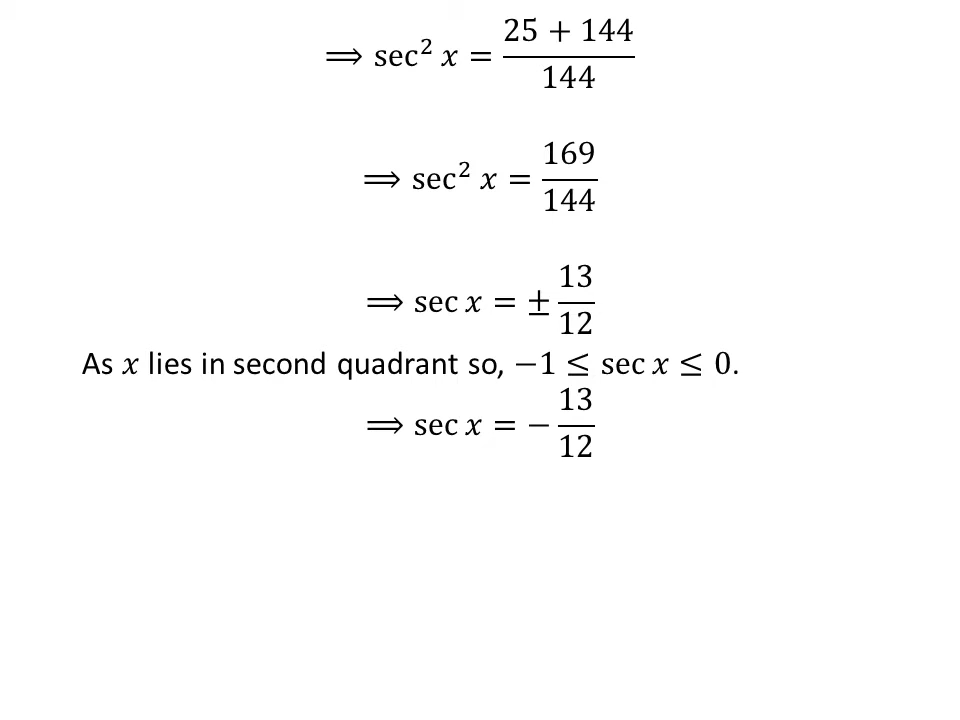 ⟹ sec² x = (25 + 144)/144
⟹ sec² x = 169/144
⟹ sec x = ± 13/12
As x lies in second quadrant so, −1 ≤ sec x ≤ 0.
⟹ sec x = − 13/12